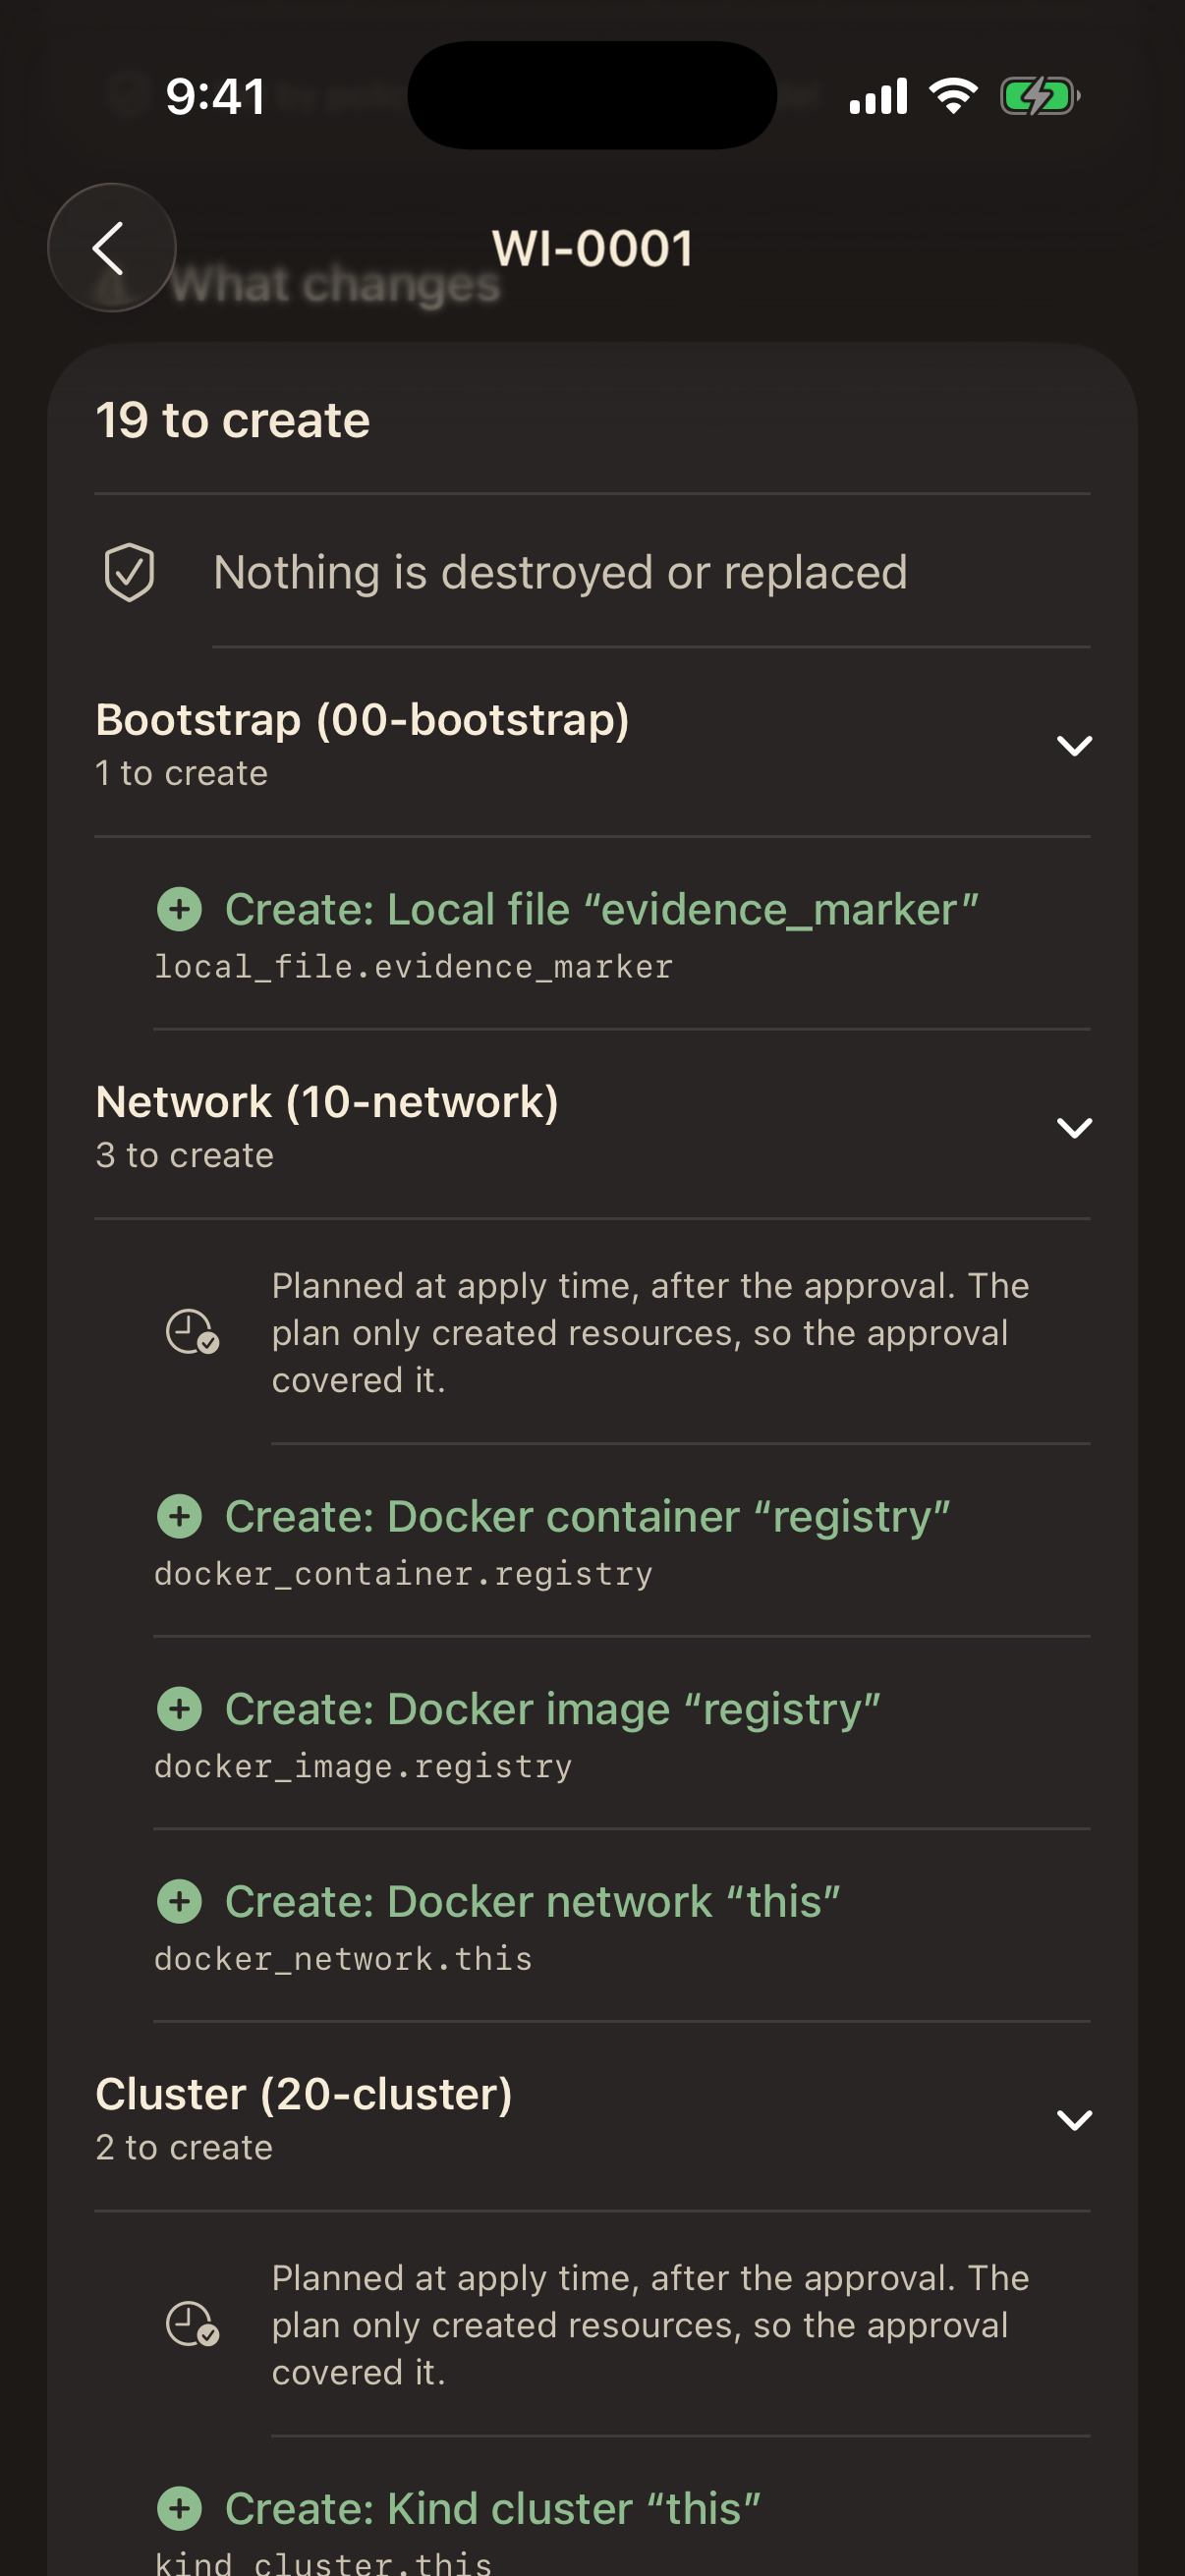 9:41
WI-0001
What changes
19 to create
Nothing is destroyed or replaced
Bootstrap (00-bootstrap)
1 to create
Create: Local file “evidence_marker”
local_file.evidence_marker
Network (10-network)
3 to create
Planned at apply time, after the approval. The
plan only created resources, so the approval
covered it.
Create: Docker container “registry”
docker_container.registry
Create: Docker image “registry”
docker_image.registry
Create: Docker network “this”
docker_network.this
Cluster (20-cluster)
2 to create
Planned at apply time, after the approval. The
plan only created resources, so the approval
covered it.
Create: Kind cluster “this”
kind_cluster.this